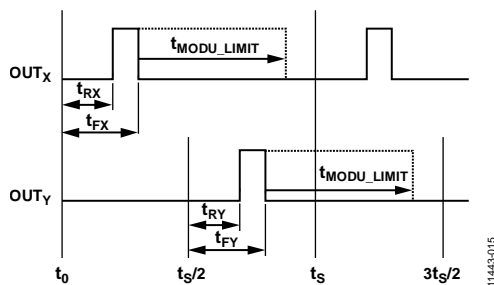 OUTX
tMODU_LIMIT
tRX
tFX
OUTY
tMODU_LIMIT
tRY
tFY
t0 tS/2 tS 3tS/2
11443-015